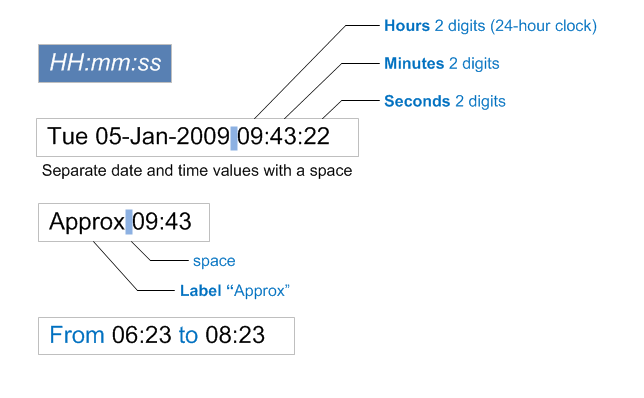 Hours 2 digits (24-hour clock)
HH:mm:ss
Minutes 2 digits
Seconds 2 digits
Tue 05-Jan-2009 09:43:22
Separate date and time values with a space
Approx 09:43
space
Label “Approx”
From 06:23 to 08:23